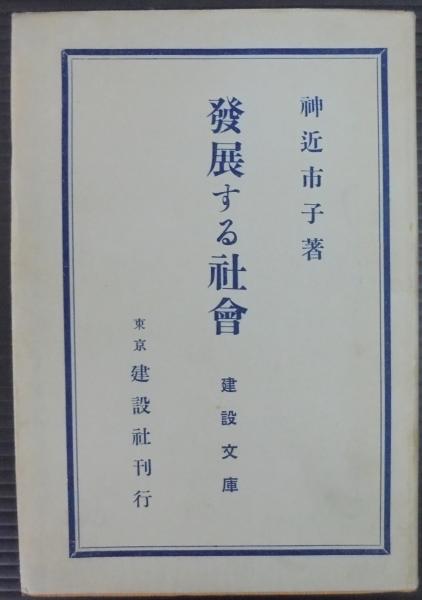 神近市子著
發展する社會
建設文庫
東京 建設社刊行